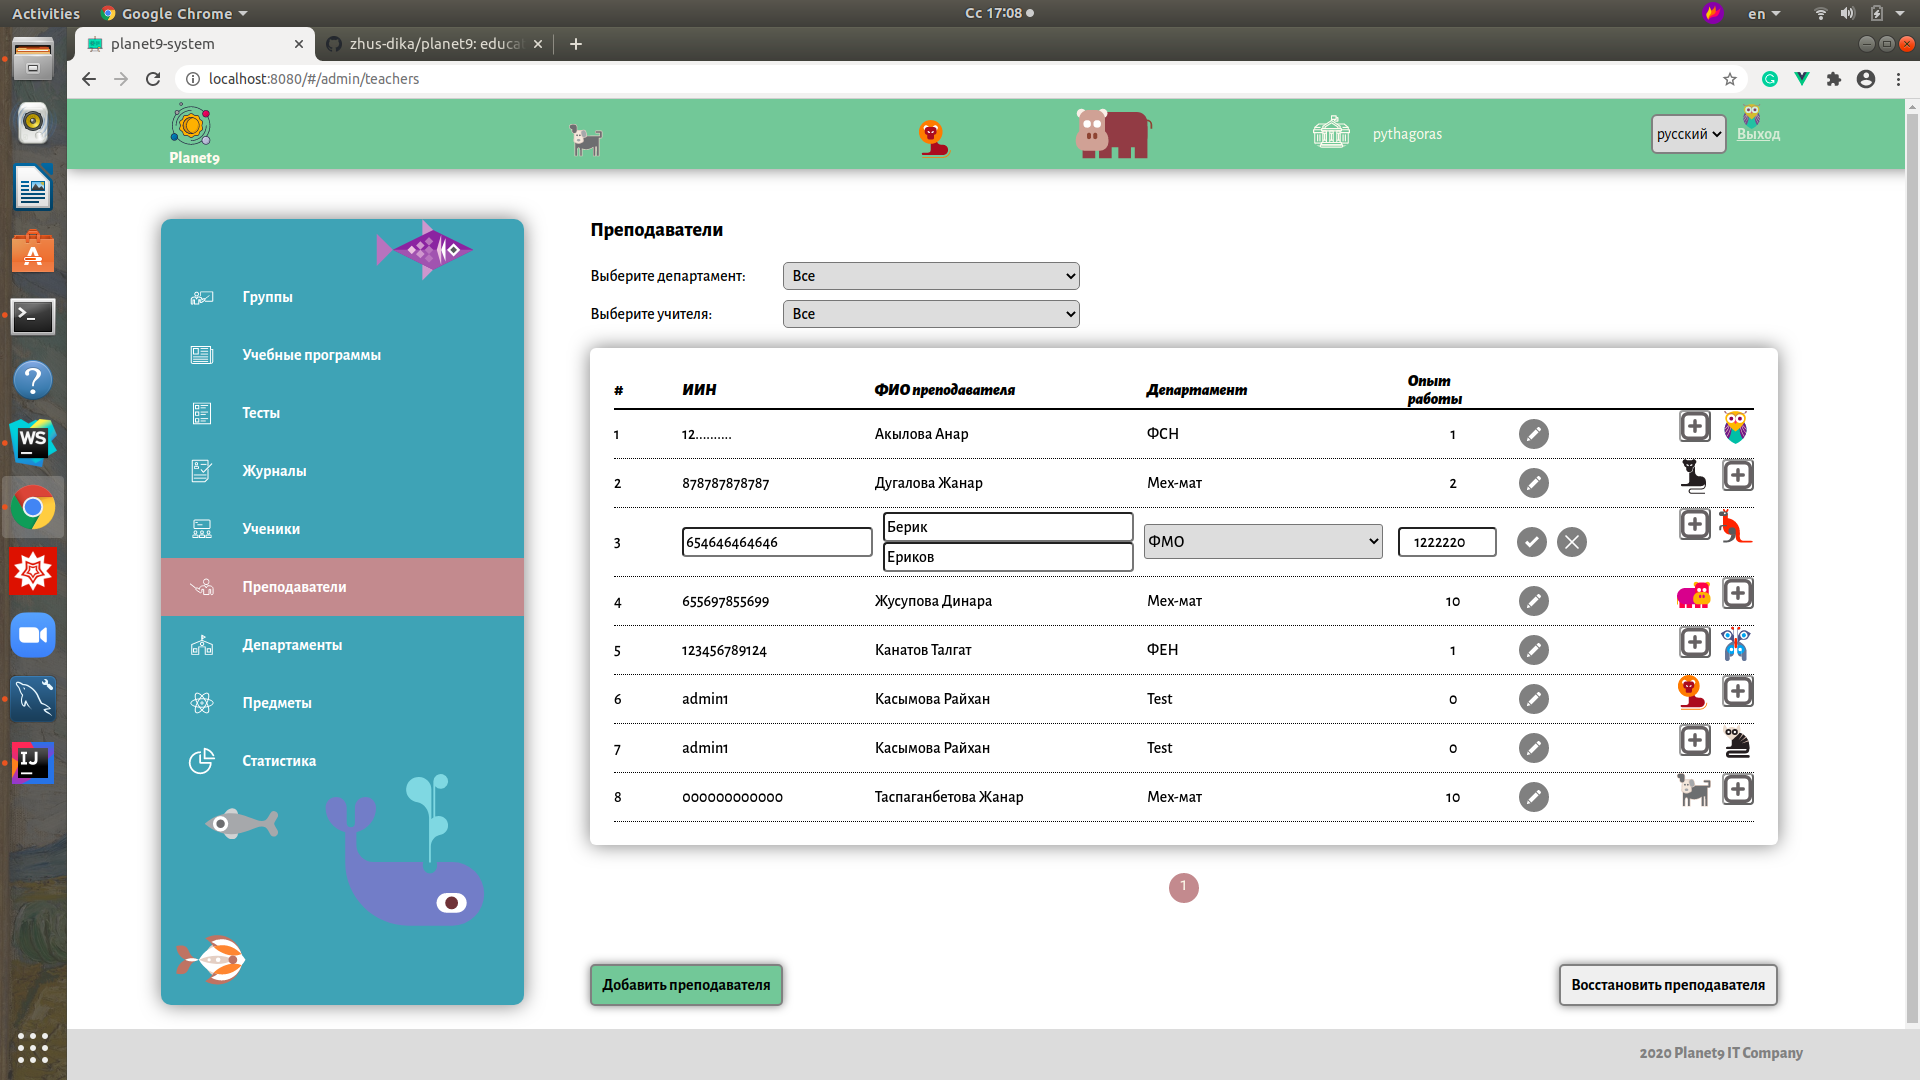 Activities
Google Chrome
Сс 17:08
en
planet9-system
zhus-dika/planet9: educa
localhost:8080/#/admin/teachers
Planet9
pythagoras
русский
Выход
Группы
Учебные программы
Тесты
Журналы
Ученики
Преподаватели
Департаменты
Предметы
Статистика
Преподаватели
Выберите департамент:
Все
Выберите учителя:
Все
# ИИН ФИО преподавателя Департамент Опыт работы
1 12.......... Акылова Анар ФСН 1
2 878787878787 Дугалова Жанар Мех-мат 2
3 654646464646 Берик Ериков ФМО 1222220
4 655697855699 Жусупова Динара Мех-мат 10
5 123456789124 Канатов Талгат ФЕН 1
6 admin1 Касымова Райхан Test 0
7 admin1 Касымова Райхан Test 0
8 000000000000 Таспаганбетова Жанар Мех-мат 10
1
Добавить преподавателя
Восстановить преподавателя
2020 Planet9 IT Company
WS
IJ